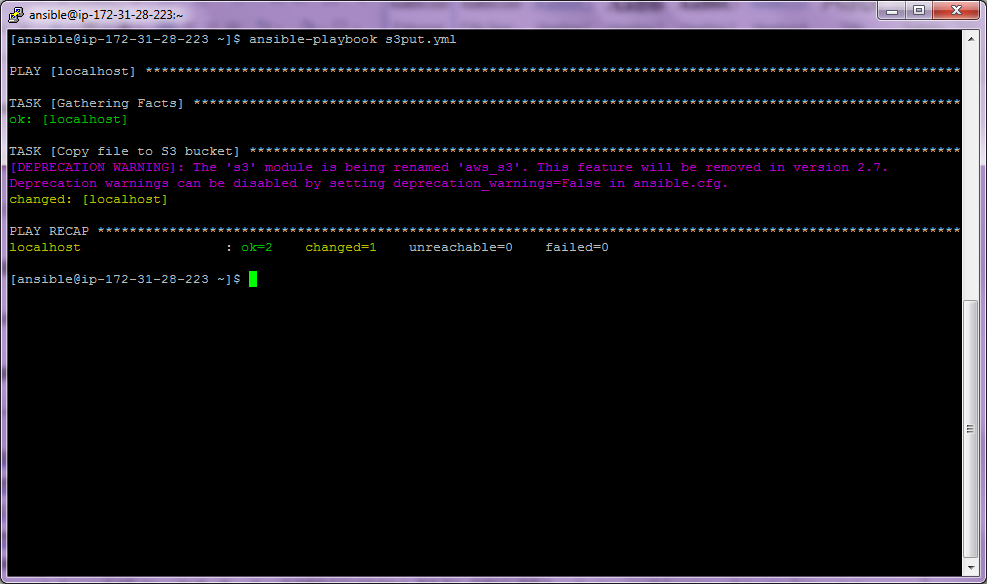 ansible@ip-172-31-28-223:~
[ansible@ip-172-31-28-223 ~]$ ansible-playbook s3put.yml
PLAY [localhost] ******************************************************************************************************
TASK [Gathering Facts] ************************************************************************************************
ok: [localhost]
TASK [Copy file to S3 bucket] *****************************************************************************************
[DEPRECATION WARNING]: The 's3' module is being renamed 'aws_s3'. This feature will be removed in version 2.7.
Deprecation warnings can be disabled by setting deprecation_warnings=False in ansible.cfg.
changed: [localhost]
PLAY RECAP ************************************************************************************************************
localhost                  : ok=2    changed=1    unreachable=0    failed=0
[ansible@ip-172-31-28-223 ~]$